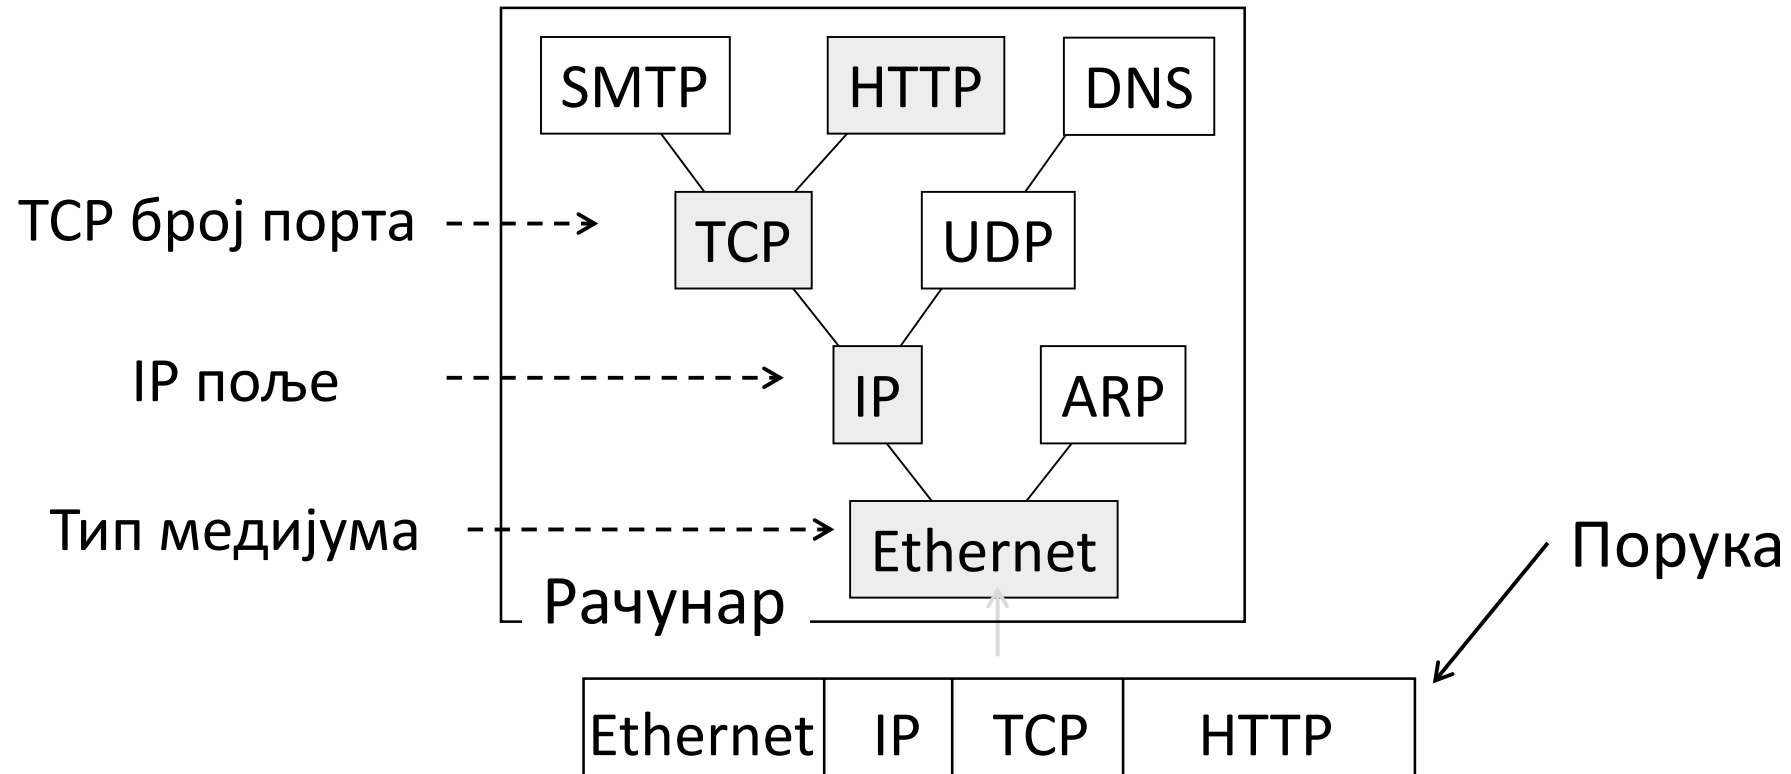 SMTP HTTP DNS
TCP број порта
TCP UDP
IP поље
IP ARP
Тип медијума
Ethernet
Порука
Рачунар
Ethernet IP TCP HTTP